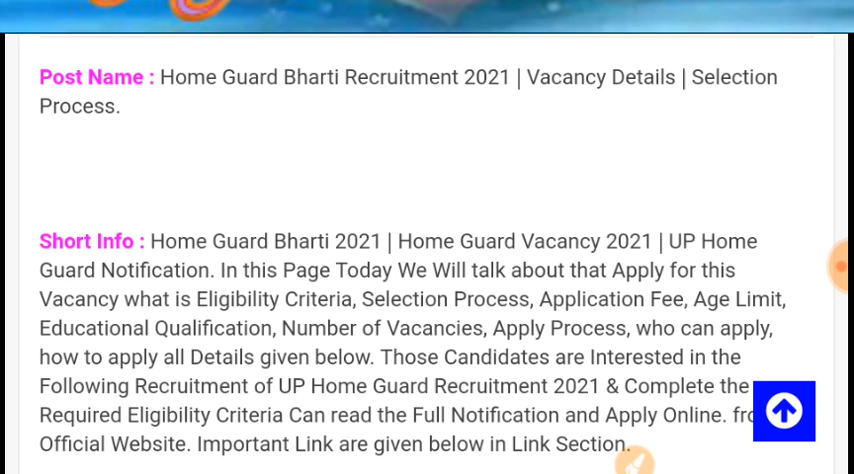 Post Name : Home Guard Bharti Recruitment 2021 | Vacancy Details | Selection
Process.
Short Info : Home Guard Bharti 2021 | Home Guard Vacancy 2021 | UP Home
Guard Notification. In this Page Today We Will talk about that Apply for this
Vacancy what is Eligibility Criteria, Selection Process, Application Fee, Age Limit,
Educational Qualification, Number of Vacancies, Apply Process, who can apply,
how to apply all Details given below. Those Candidates are Interested in the
Following Recruitment of UP Home Guard Recruitment 2021 & Complete the
Required Eligibility Criteria Can read the Full Notification and Apply Online.
Official Website. Important Link are given below in Link Section.